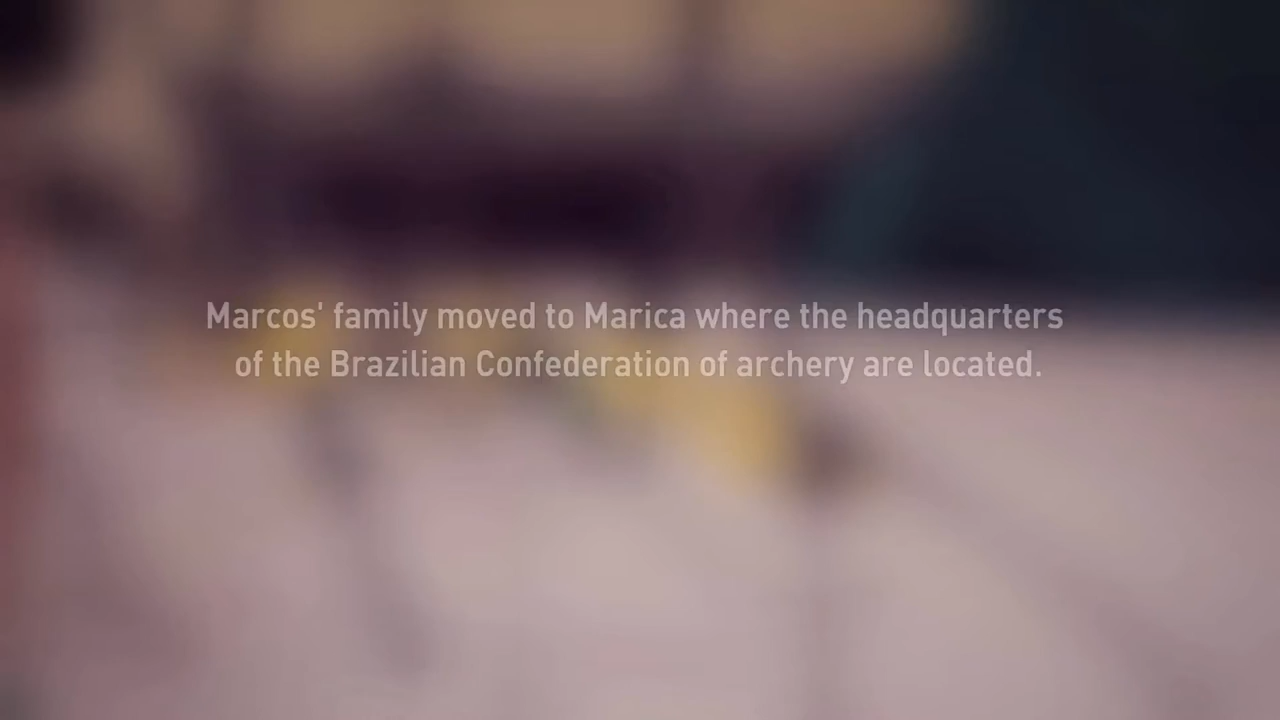 Marcos' family moved to Marica where the headquarters
of the Brazilian Confederation of archery are located.